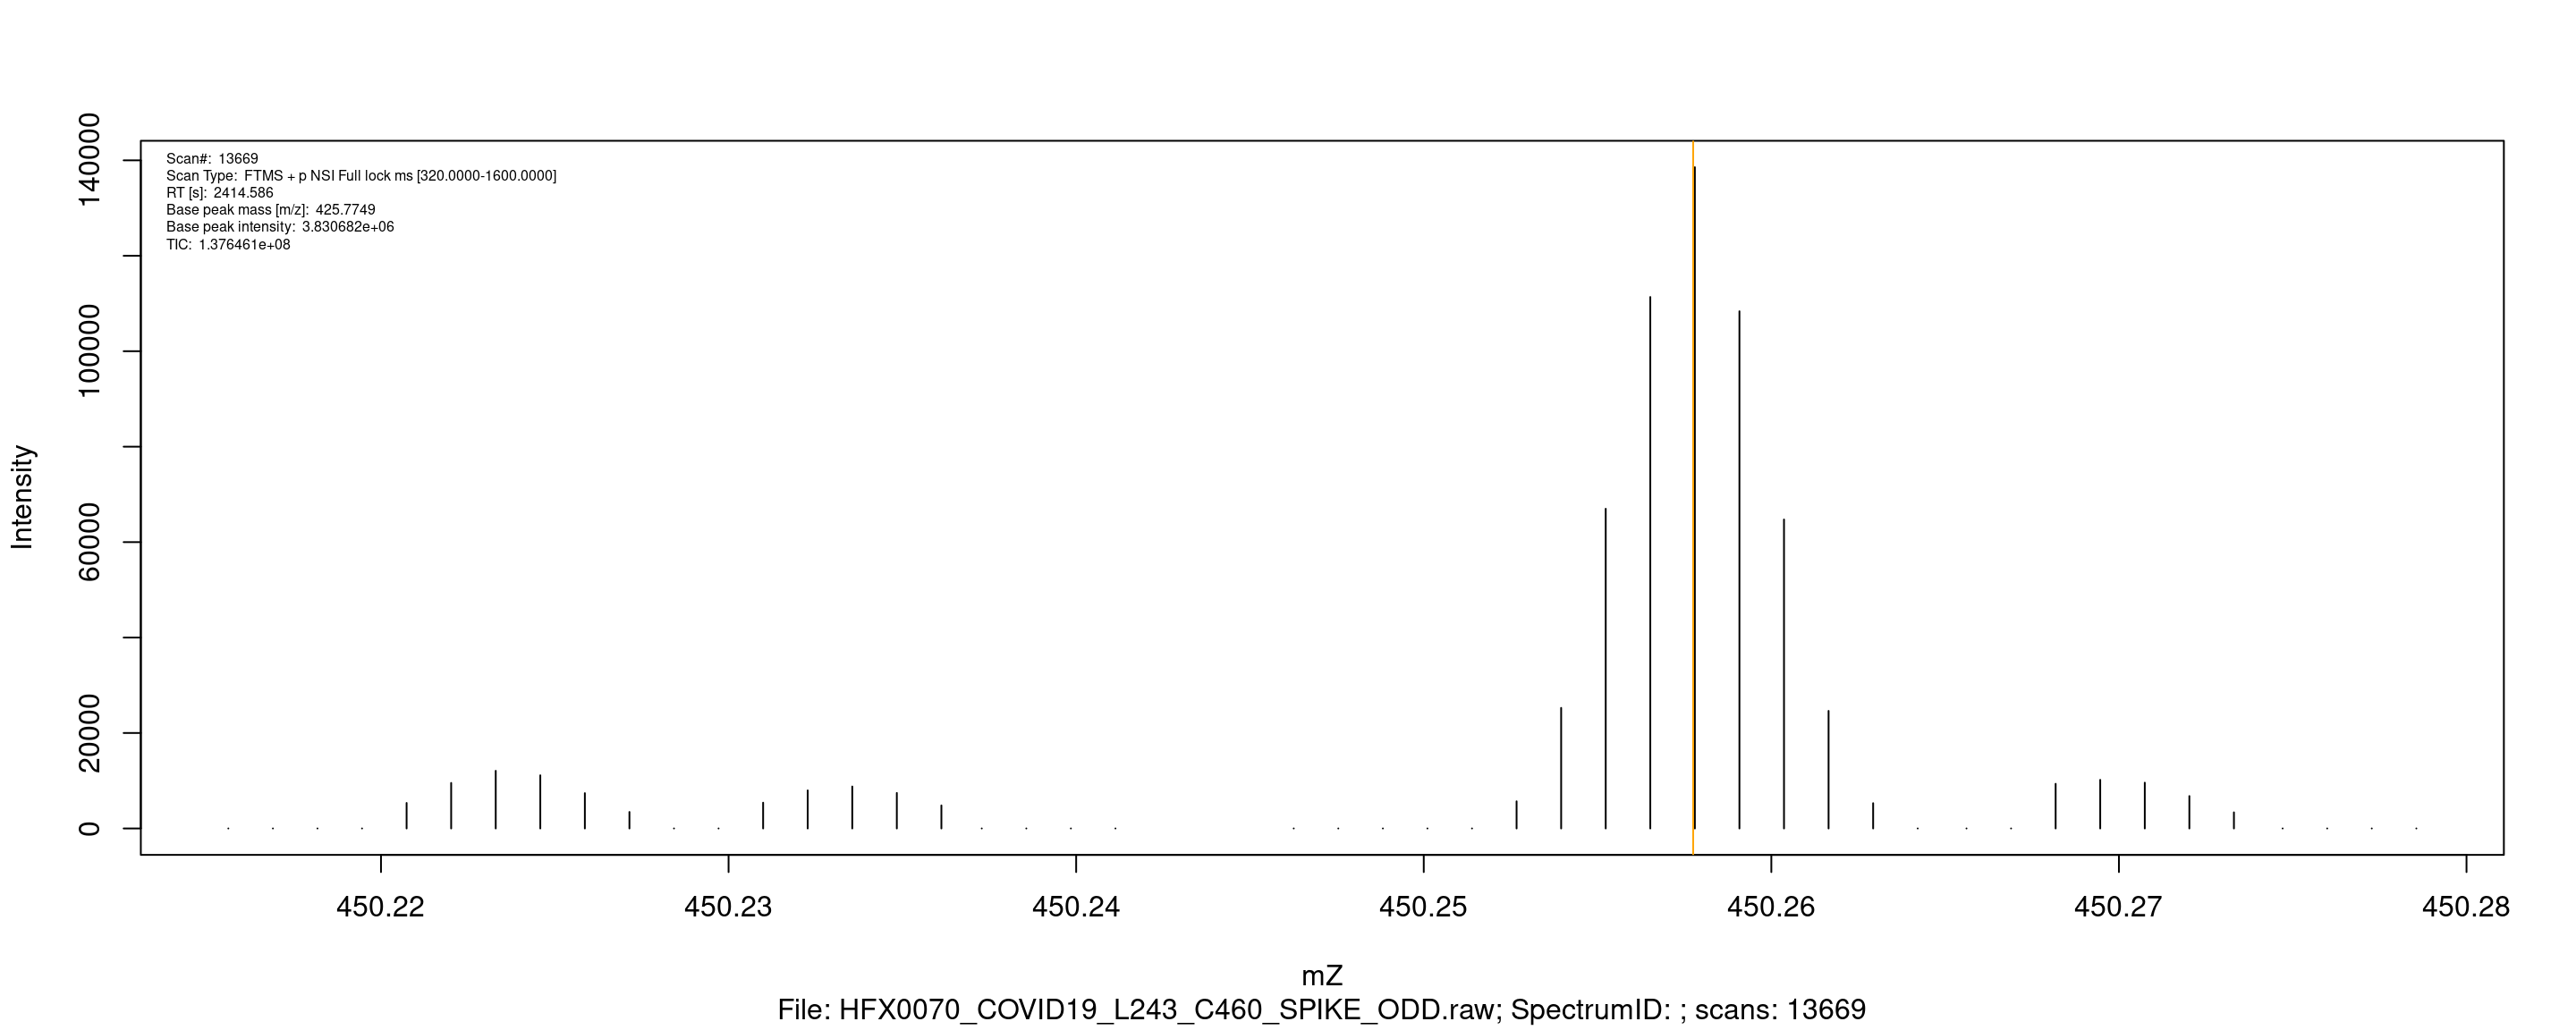 Scan#: 13669
Scan Type: FTMS + p NSI Full lock ms [320.0000-1600.0000]
RT [s]: 2414.586
Base peak mass [m/z]: 425.7749
Base peak intensity: 3.830682e+06
TIC: 1.376461e+08
140000
100000
60000
20000
0
Intensity
450.22 450.23 450.24 450.25 450.26 450.27 450.28
mZ
File: HFX0070_COVID19_L243_C460_SPIKE_ODD.raw; SpectrumID: ; scans: 13669